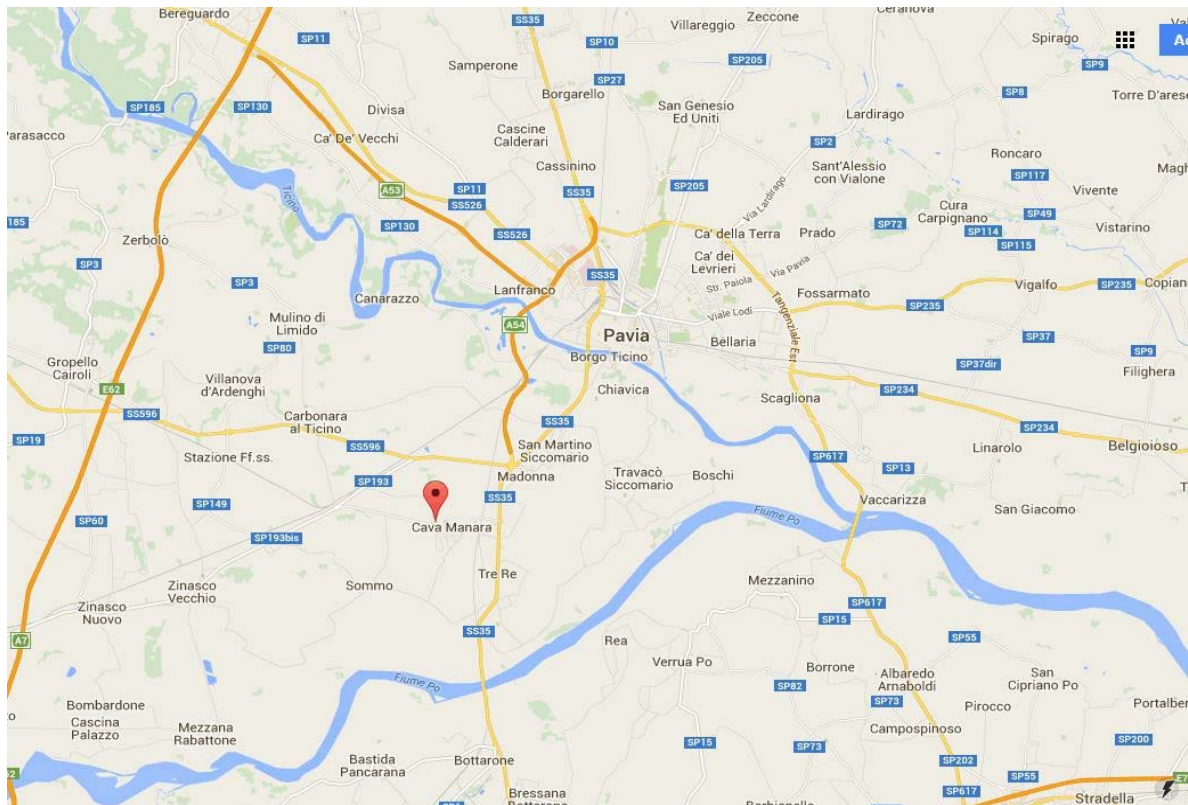 Bereguardo
SS35
Villareggio
Zeccone
Ceranova
SP11
SP10
Spirago
SP205
SP9
Samperone
SP27
SP185
SP130
Borgarello
SP8
Torre D'arese
Divisa
San Genesio
Ed Uniti
Lardirago
Parasacco
Ca' De' Vecchi
Cascine
Calderari
SP2
Cassinino
Roncaro
Sant'Alessio
con Vialone
SP117
Ticino
A53
SP11
SS35
SP205
Via Lardirago
Vivente
SS526
Cura
Carpignano
SP49
185
SP130
SS526
SP72
SP114
Vistarino
Zerbolò
Ca' della Terra
Prado
SP115
SP3
Ca' dei
Levrieri
Via Pavia
SS35
SP3
Str. Paiola
Lanfranco
Fossarmato
Vigalfo
SP235
Canarazzo
SP235
Tangenziale Est
Viale Lodi
Mulino di
Limido
A54
Pavia
Bellaria
SP37
SP80
Borgo Ticino
SP9
Gropello
Cairoli
SP37dir
Filighera
Villanova
d'Ardenghi
E62
Chiavica
SP234
Scagliona
SS596
Carbonara
al Ticino
SS35
SP234
SP19
SS596
San Martino
Siccomario
Linarolo
Belgioioso
Stazione Ff.ss.
SP617
SP13
SP193
Madonna
Travacò
Siccomario
Boschi
SP149
SS35
Vaccarizza
SP60
Cava Manara
Fiume Po
San Giacomo
SP193bis
Tre Re
Mezzanino
Zinasco
Vecchio
Sommo
Zinasco
Nuovo
SP617
SP15
A7
SS35
Rea
SP55
Verrua Po
Borrone
Fiume Po
Albaredo
Arnaboldi
San
Cipriano Po
SP82
Bombardone
SP73
Pirocco
Cascina
Palazzo
Mezzana
Rabattone
Campospinoso
SP15
SP73
SP200
Bastida
Pancarana
Bottarone
SP202
SP55
SP617
Bressana
Stradella